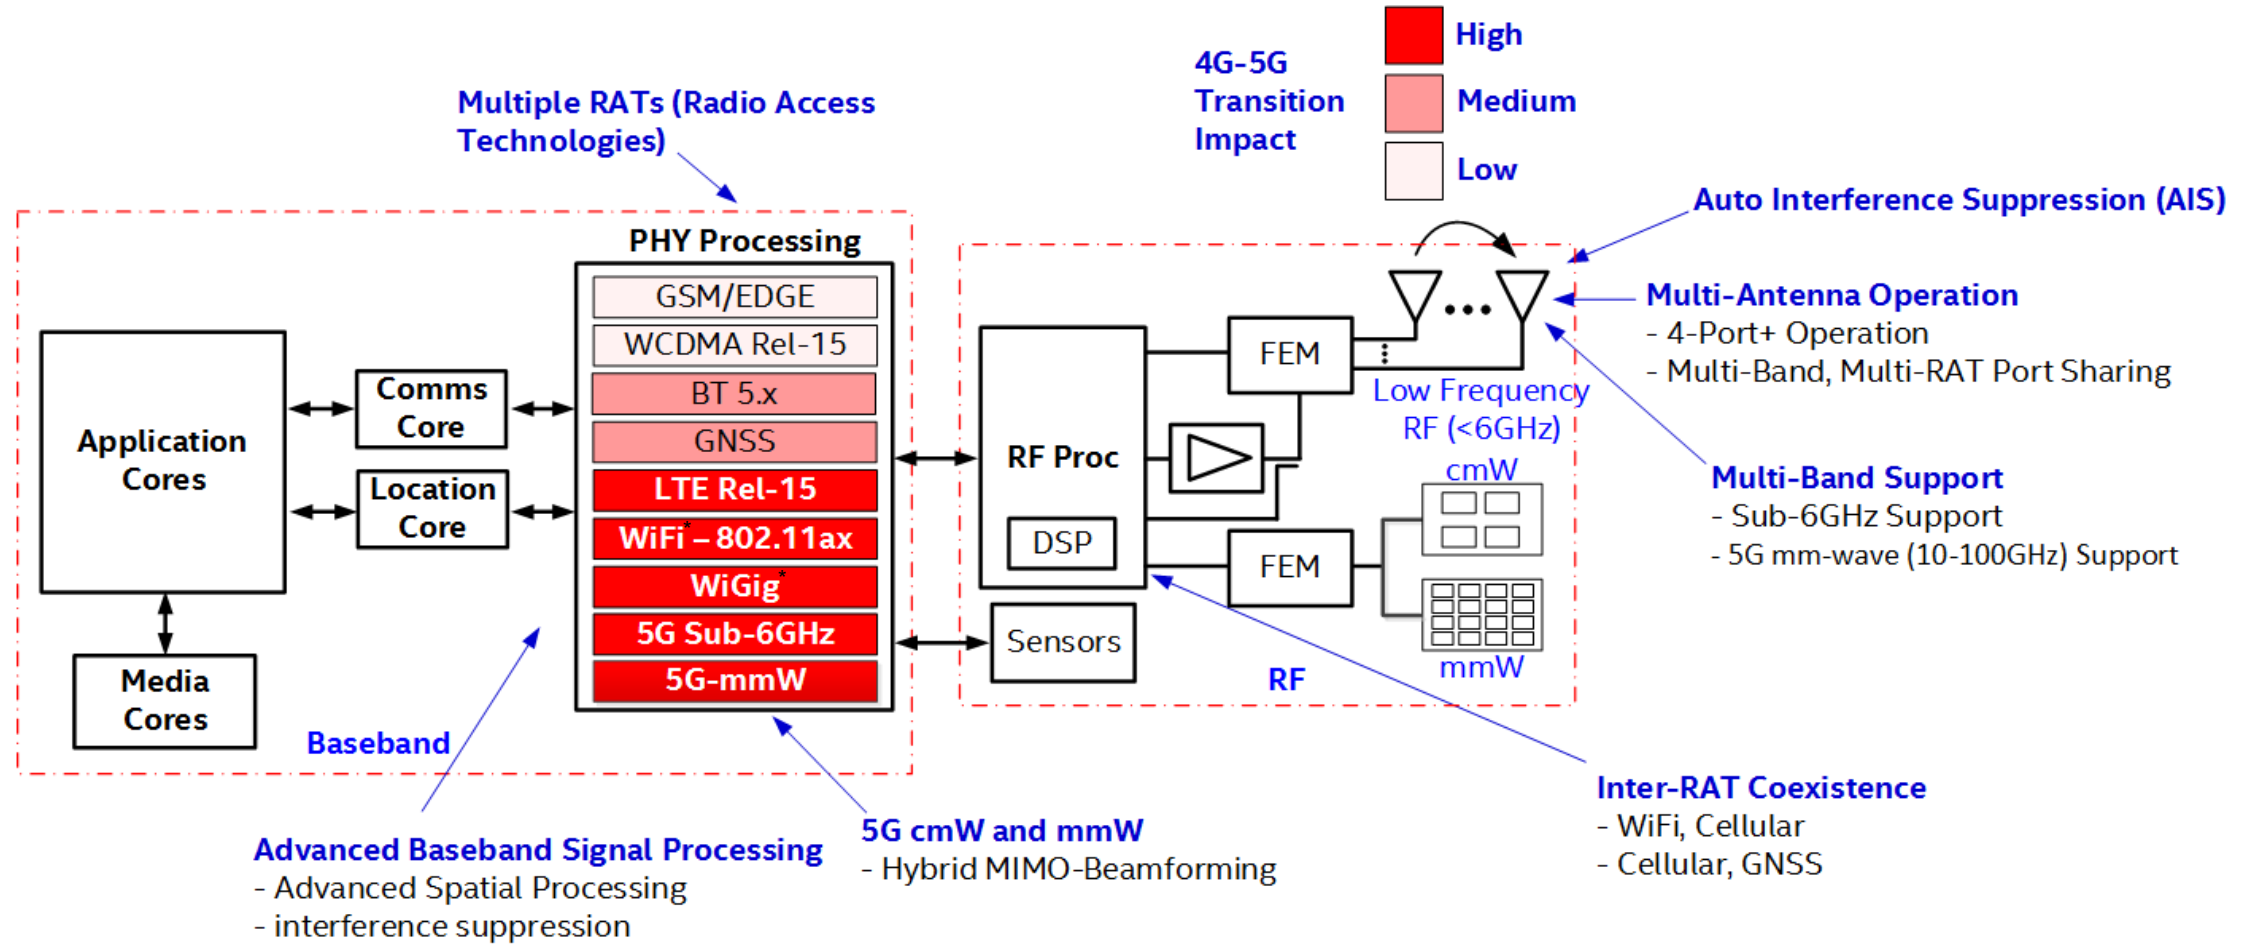 4G-5G
Transition
Impact
High
Medium
Low
Multiple RATs (Radio Access
Technologies)
Auto Interference Suppression (AIS)
Multi-Antenna Operation
- 4-Port+ Operation
- Multi-Band, Multi-RAT Port Sharing
Multi-Band Support
- Sub-6GHz Support
- 5G mm-wave (10-100GHz) Support
PHY Processing
GSM/EDGE
WCDMA Rel-15
BT 5.x
GNSS
LTE Rel-15
WiFi* – 802.11ax
WiGig*
5G Sub-6GHz
5G-mmW
Application
Cores
Comms
Core
Location
Core
Media
Cores
Baseband
RF Proc
DSP
Sensors
FEM
FEM
Low Frequency
RF (<6GHz)
cmW
mmW
RF
Advanced Baseband Signal Processing
- Advanced Spatial Processing
- interference suppression
5G cmW and mmW
- Hybrid MIMO-Beamforming
Inter-RAT Coexistence
- WiFi, Cellular
- Cellular, GNSS